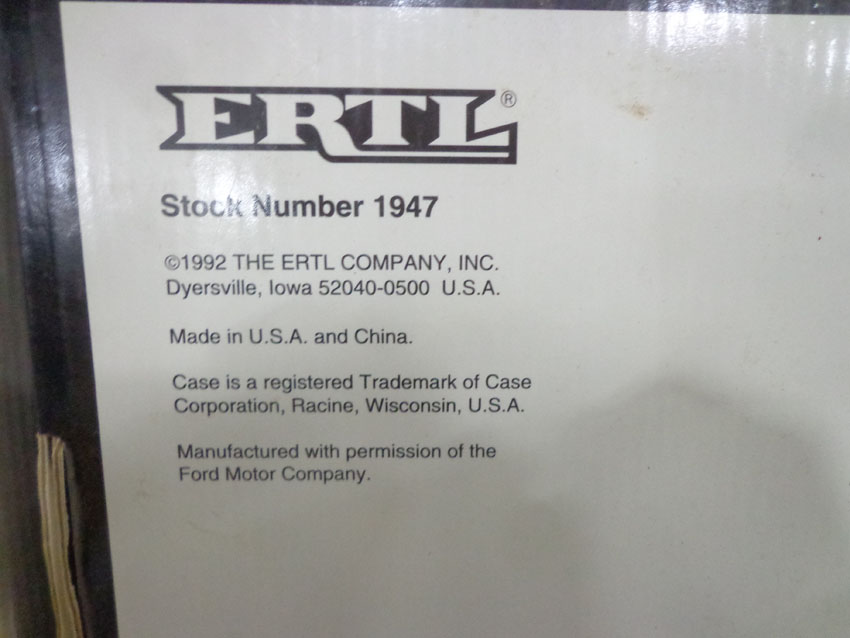 ERTL®
Stock Number 1947
©1992 THE ERTL COMPANY, INC.
Dyersville, Iowa 52040-0500 U.S.A.
Made in U.S.A. and China.
Case is a registered Trademark of Case
Corporation, Racine, Wisconsin, U.S.A.
Manufactured with permission of the
Ford Motor Company.